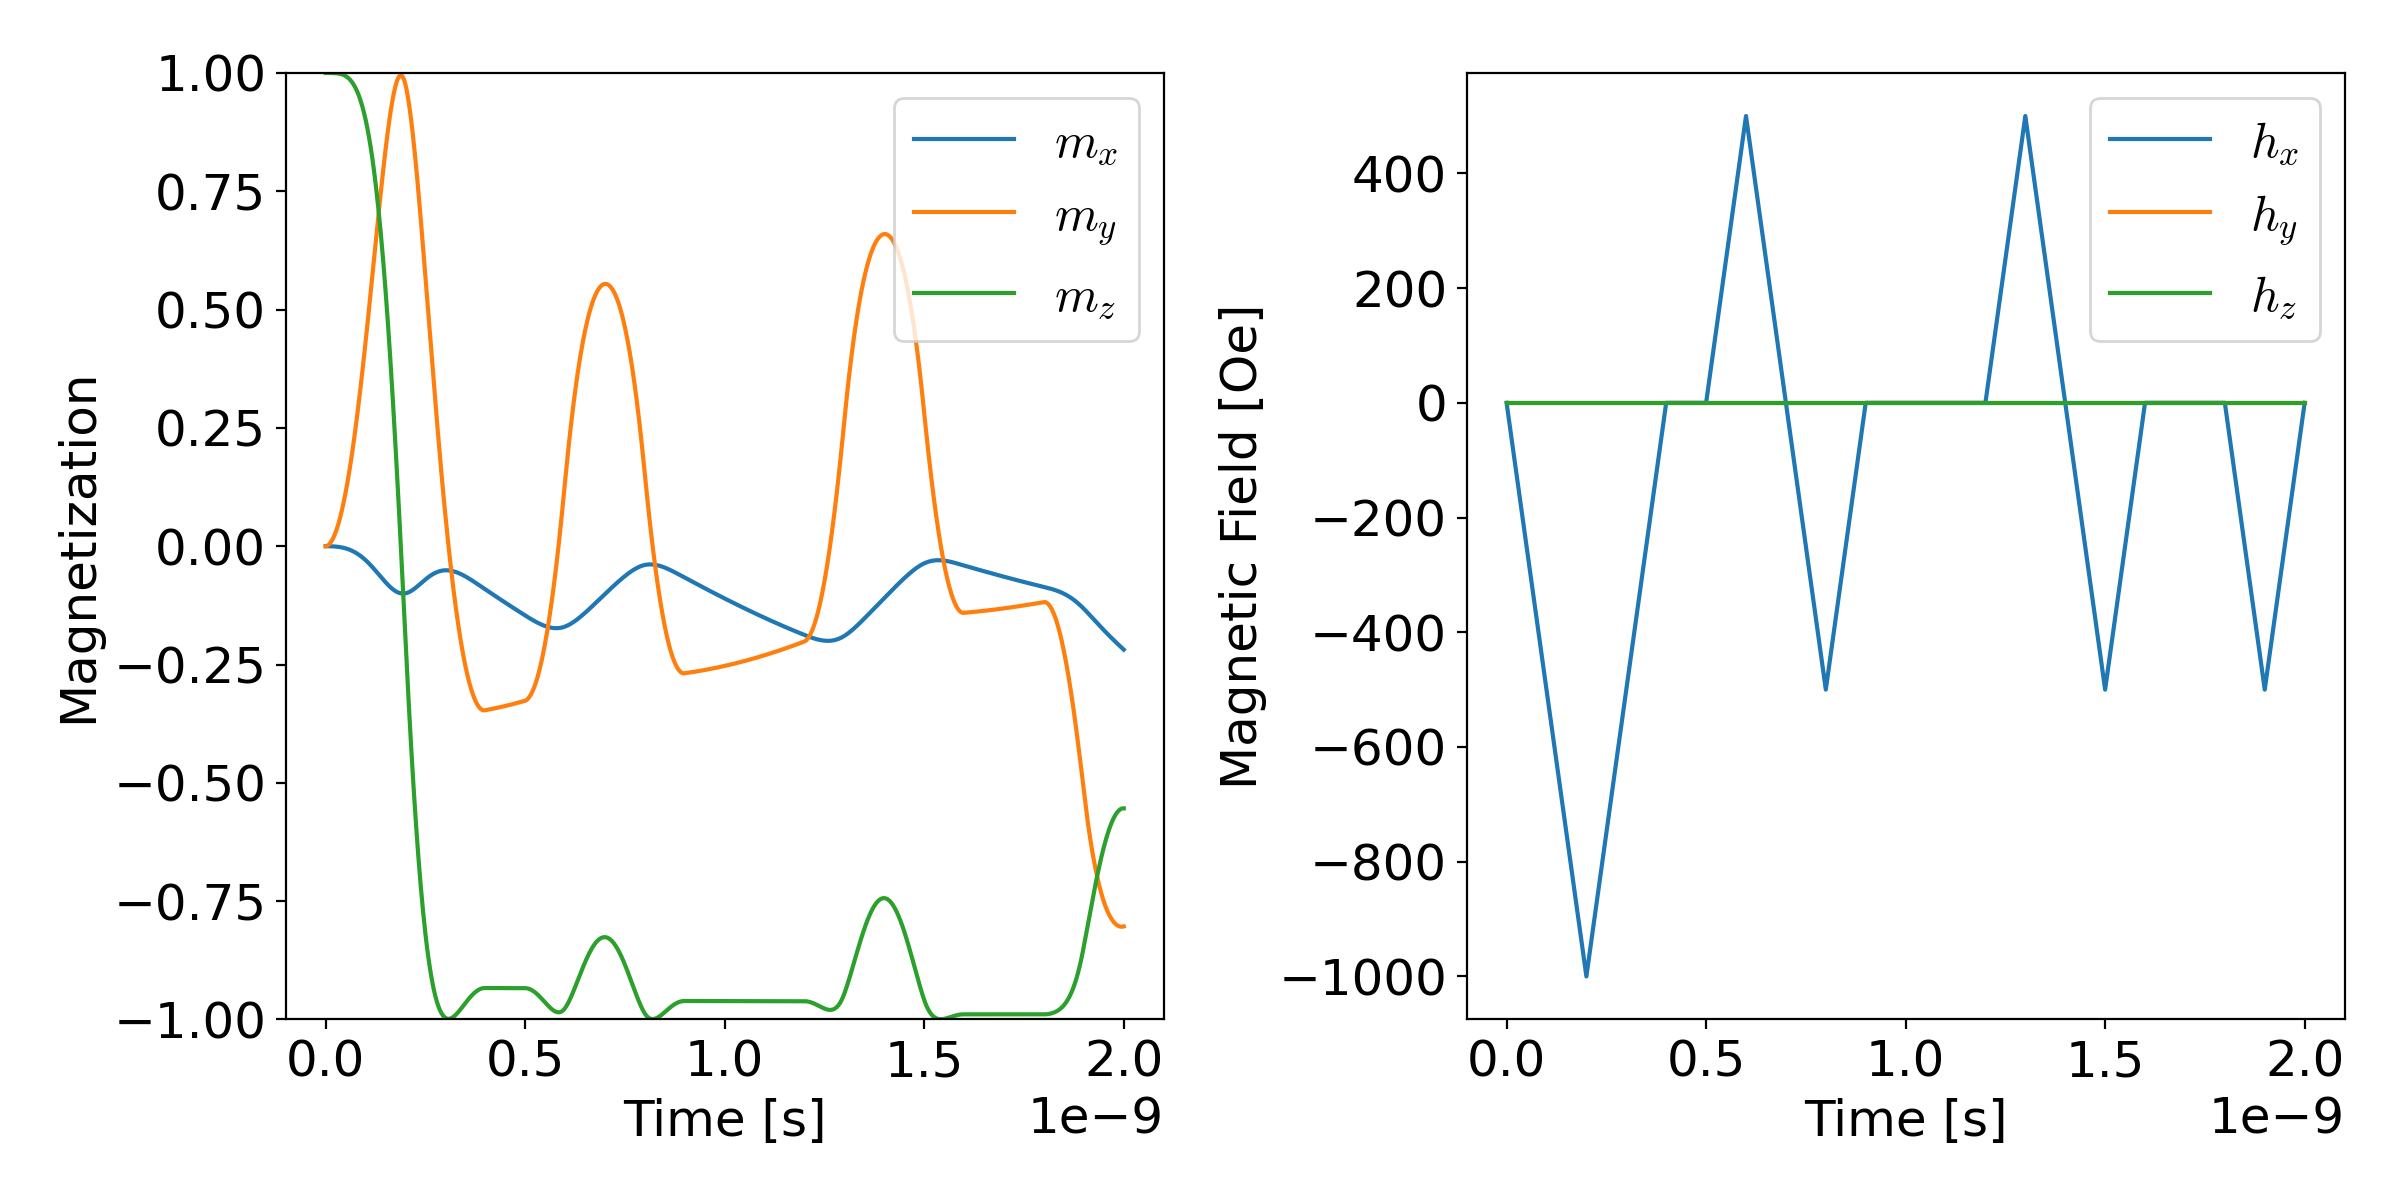 1.00
0.75
0.50
0.25
0.00
−0.25
−0.50
−0.75
−1.00
Magnetization
0.0 0.5 1.0 1.5 2.0
Time [s]
1e−9
m_x
m_y
m_z
400
200
0
−200
−400
−600
−800
−1000
Magnetic Field [Oe]
0.0 0.5 1.0 1.5 2.0
Time [s]
1e−9
h_x
h_y
h_z